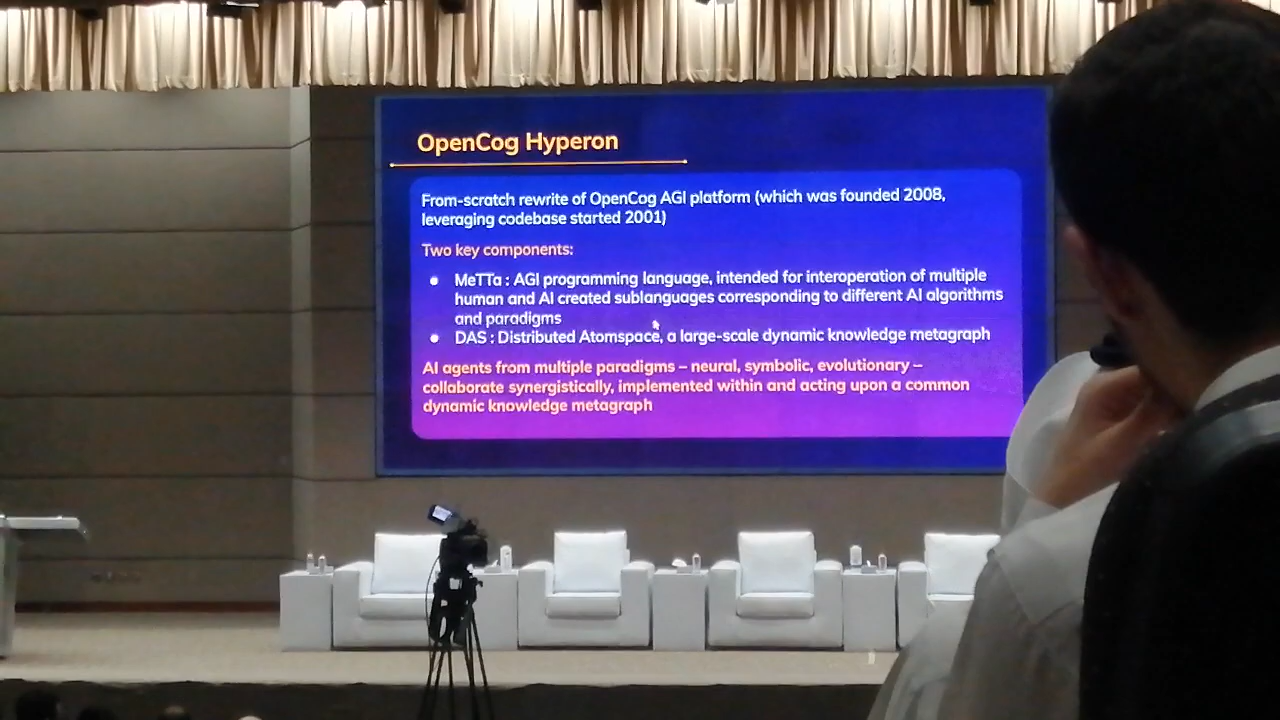 OpenCog Hyperon
From-scratch rewrite of OpenCog AGI platform (which was founded 2008,
leveraging codebase started 2001)
Two key components:
● MeTTa : AGI programming language, intended for interoperation of multiple
human and AI created sublanguages corresponding to different AI algorithms
and paradigms
● DAS : Distributed Atomspace, a large-scale dynamic knowledge metagraph
AI agents from multiple paradigms – neural, symbolic, evolutionary –
collaborate synergistically, implemented within and acting upon a common
dynamic knowledge metagraph